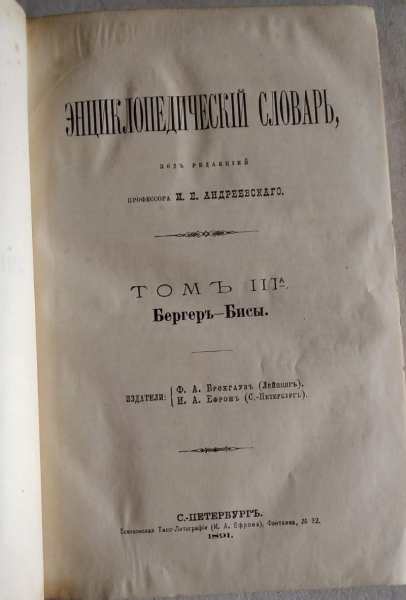 ЭНЦИКЛОПЕДИЧЕСКІЙ СЛОВАРЬ,
ПОДЪ РЕДАКЦІЕЙ
ПРОФЕССОРА И. Е. АНДРЕЕВСКАГО.
ТОМЪ IIIᴬ.
Бергеръ—Бисы.
ИЗДАТЕЛИ:
Ф. А. Брокгаузъ (Лейпцигъ).
И. А. Ефронъ (С.-Петербургъ).
С.-ПЕТЕРБУРГЪ.
Семеновская Типо-Литографія (И. А. Ефрона), Фонтанка, № 92.
1891.